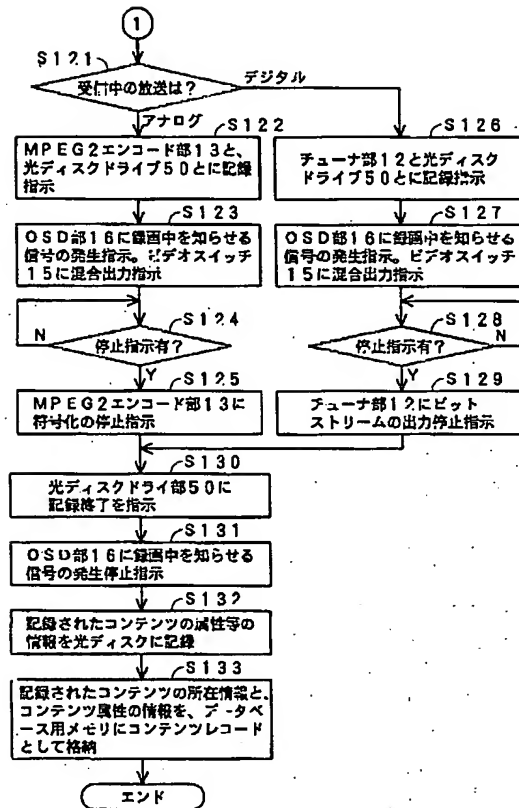 1
S121
受信中の放送は?
デジタル
アナログ
S122
MPEG2エンコード部13と、
光ディスクドライブ50とに記録
指示
S126
チューナ部12と光ディスク
ドライブ50とに記録指示
S123
OSD部16に録画中を知らせる
信号の発生指示。ビデオスイッチ
15に混合出力指示
S127
OSD部16に録画中を知らせる
信号の発生指示。ビデオスイッチ
15に混合出力指示
N
S124
停止指示有?
Y
S128
停止指示有?
N
Y
S125
MPEG2エンコード部13に
符号化の停止指示
S129
チューナ部12にビット
ストリームの出力停止指示
S130
光ディスクドライ部50に
記録終了を指示
S131
OSD部16に録画中を知らせる
信号の発生停止指示
S132
記録されたコンテンツの属性等の
情報を光ディスクに記録
S133
記録されたコンテンツの所在情報と、
コンテンツ属性の情報を、データベ
ース用メモリにコンテンツレコード
として格納
エンド